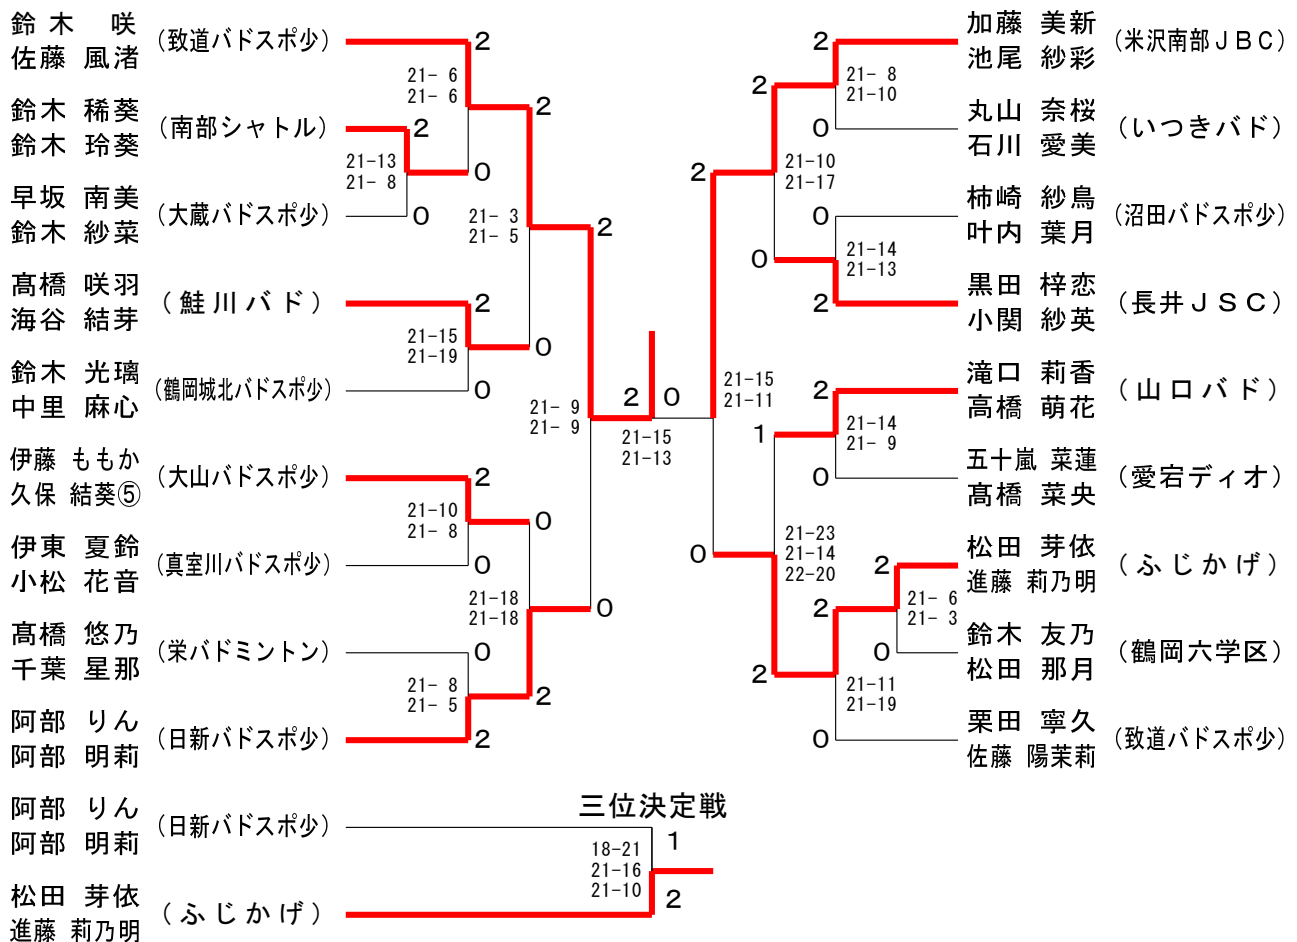 鈴木 咲
佐藤 風渚
(致道バドスポ少)
鈴木 稀葵
鈴木 玲葵
(南部シャトル)
早坂 南美
鈴木 紗菜
(大蔵バドスポ少)
髙橋 咲羽
海谷 結芽
(鮭川バド)
鈴木 光璃
中里 麻心
(鶴岡城北バドスポ少)
伊藤 ももか
久保 結葵⑤
(大山バドスポ少)
伊東 夏鈴
小松 花音
(真室川バドスポ少)
髙橋 悠乃
千葉 星那
(栄バドミントン)
阿部 りん
阿部 明莉
(日新バドスポ少)
2
21- 6
21- 6
0
2
21-13
21- 8
0
2
21- 3
21- 5
0
2
21-15
21-19
0
2
21- 9
21- 9
0
2
21-10
21- 8
0
0
21-18
21-18
2
0
21- 8
21- 5
2
2
0
21-15
21-13
加藤 美新
池尾 紗彩
(米沢南部JBC)
丸山 奈桜
石川 愛美
(いつきバド)
柿崎 紗鳥
叶内 葉月
(沼田バドスポ少)
黒田 梓恋
小関 紗英
(長井JSC)
滝口 莉香
高橋 萌花
(山口バド)
五十嵐 菜蓮
髙橋 菜央
(愛宕ディオ)
松田 芽依
進藤 莉乃明
(ふじかげ)
鈴木 友乃
松田 那月
(鶴岡六学区)
栗田 寧久
佐藤 陽茉莉
(致道バドスポ少)
2
21- 8
21-10
0
2
21-10
21-17
0
0
21-14
21-13
2
2
21-15
21-11
0
2
21-14
21- 9
0
1
21-23
21-14
22-20
2
2
21- 6
21- 3
0
2
21-11
21-19
0
三位決定戦
阿部 りん
阿部 明莉
(日新バドスポ少)
1
18-21
21-16
21-10
2
松田 芽依
進藤 莉乃明
(ふじかげ)